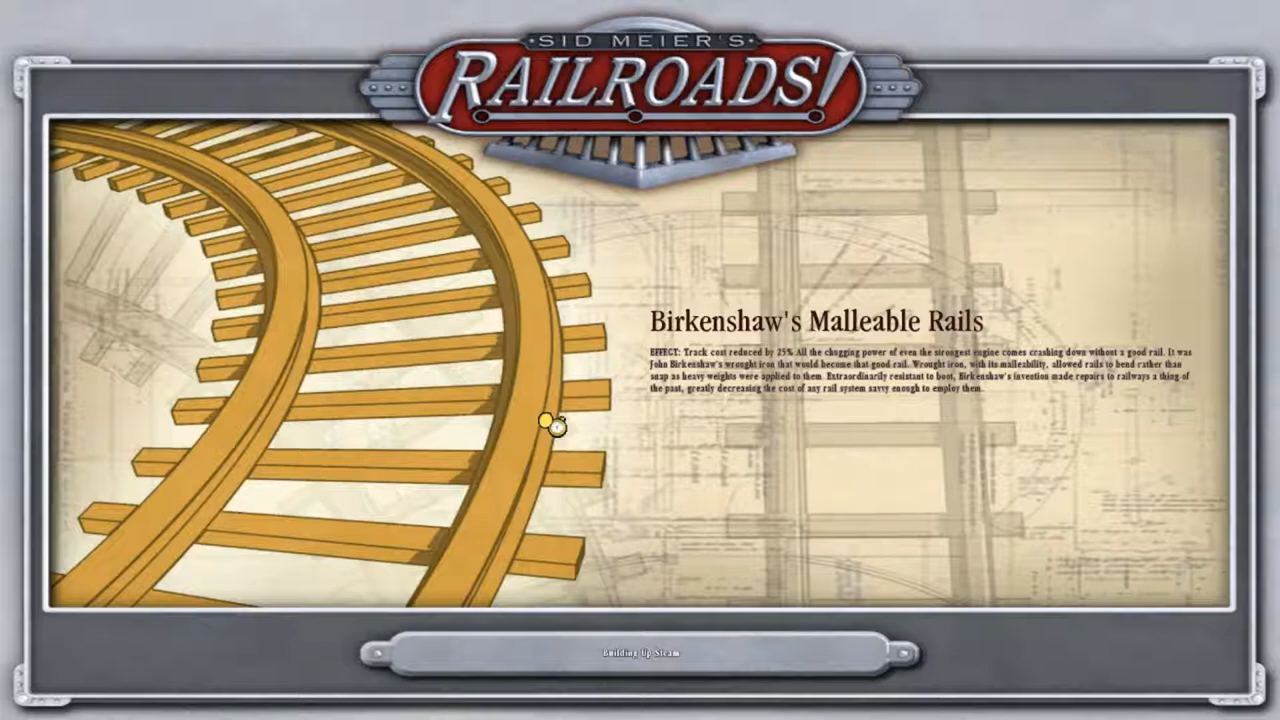 SID MEIER'S
RAILROADS!
Birkenshaw's Malleable Rails
EFFECT: Track cost reduced by 25% All the chugging power of even the strongest engine comes crashing down without a good rail. It was
John Birkenshaw's wrought iron that would become that good rail. Wrought iron, with its malleability, allowed rails to bend rather than
snap as heavy weights were applied to them. Extraordinarily resistant to boot, Birkenshaw's invention made repairs to railways a thing of
the past, greatly decreasing the cost of any rail system savvy enough to employ them.
Building Up Steam